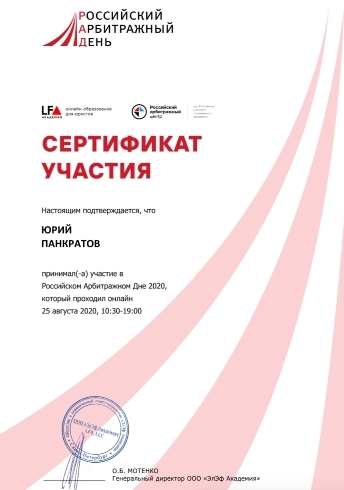 РОССИЙСКИЙ
АРБИТРАЖНЫЙ
ДЕНЬ
LFA
АКАДЕМИЯ
онлайн-образование
для юристов
Российский
арбитражный
центр
СЕРТИФИКАТ
УЧАСТИЯ
Настоящим подтверждается, что
ЮРИЙ
ПАНКРАТОВ
принимал(-а) участие в
Российском Арбитражном Дне 2020,
который проходил онлайн
25 августа 2020, 10:30-19:00
Санкт-Петербург
О.Б. МОТЕНКО
Генеральный директор ООО «ЭлЭф Академия»